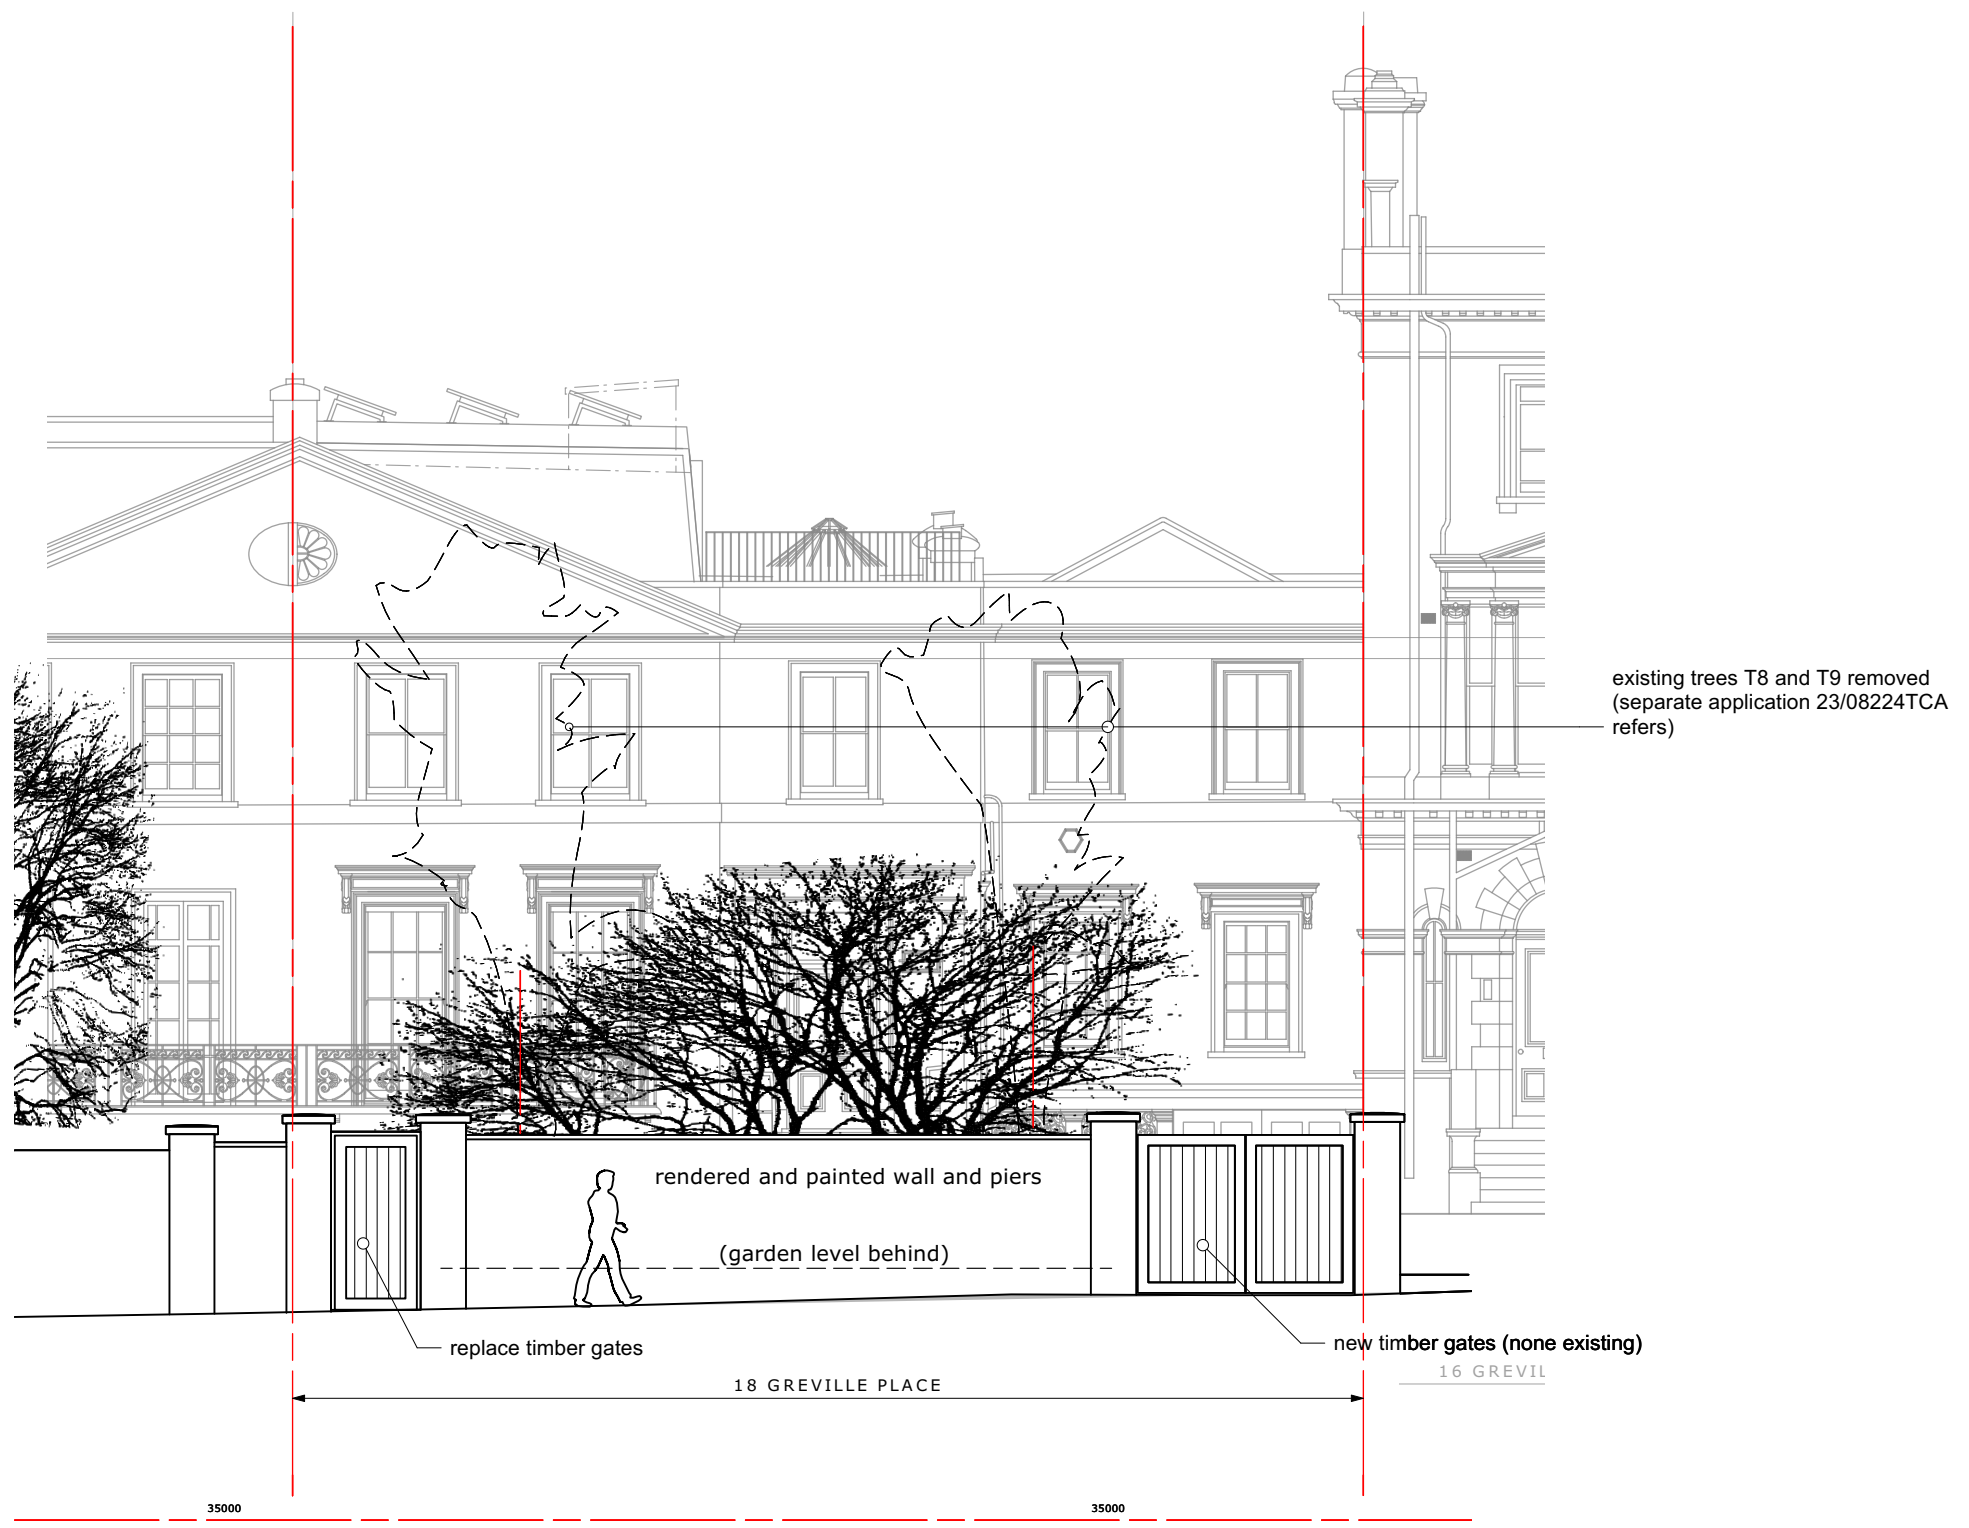 existing trees T8 and T9 removed
(separate application 23/08224TCA
refers)
rendered and painted wall and piers
(garden level behind)
replace timber gates
new timber gates (none existing)
16 GREVIL
18 GREVILLE PLACE
35000
35000